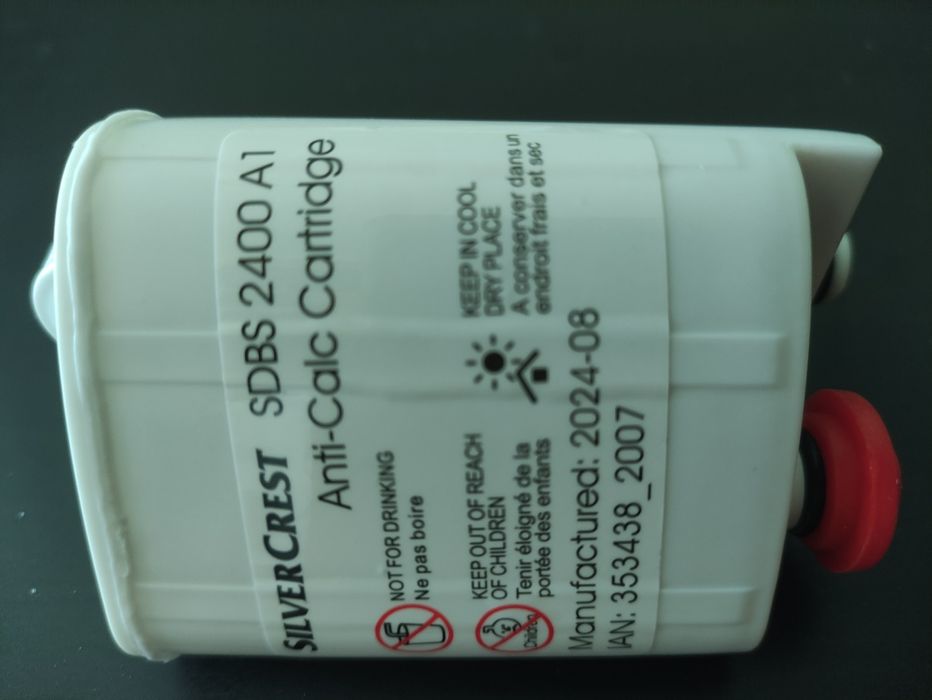 SILVERCREST SDBS 2400 A1
Anti-Calc Cartridge
NOT FOR DRINKING
Ne pas boire
KEEP OUT OF REACH
OF CHILDREN
Tenir éloigné de la
portée des enfants
KEEP IN COOL
DRY PLACE
A conserver dans un
endroit frais et sec
Manufactured: 2024-08
IAN: 353438_2007